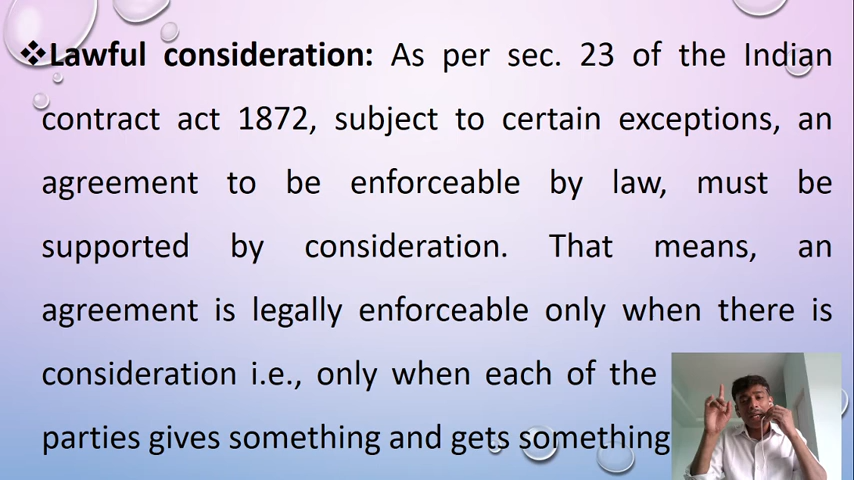 ❖Lawful consideration: As per sec. 23 of the Indian
contract act 1872, subject to certain exceptions, an
agreement to be enforceable by law, must be
supported by consideration. That means, an
agreement is legally enforceable only when there is
consideration i.e., only when each of the
parties gives something and gets something